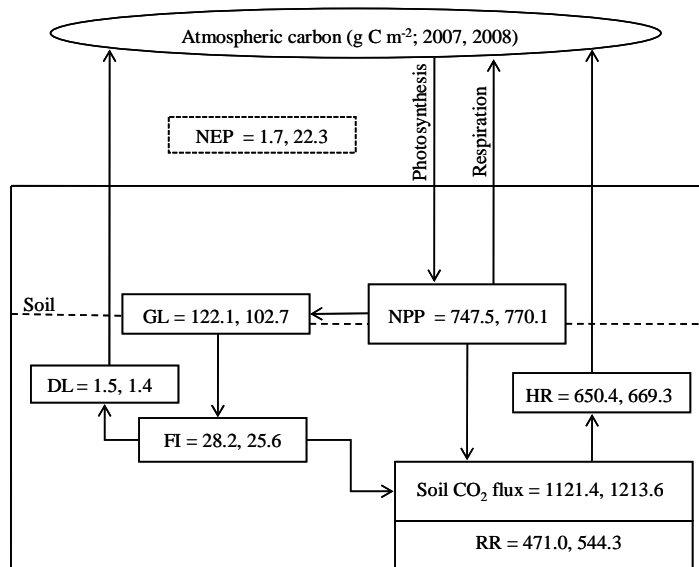 Atmospheric carbon (g C m⁻²; 2007, 2008)
Photosynthesis
Respiration
NEP = 1.7, 22.3
Soil
GL = 122.1, 102.7
NPP = 747.5, 770.1
DL = 1.5, 1.4
HR = 650.4, 669.3
FI = 28.2, 25.6
Soil CO₂ flux = 1121.4, 1213.6
RR = 471.0, 544.3